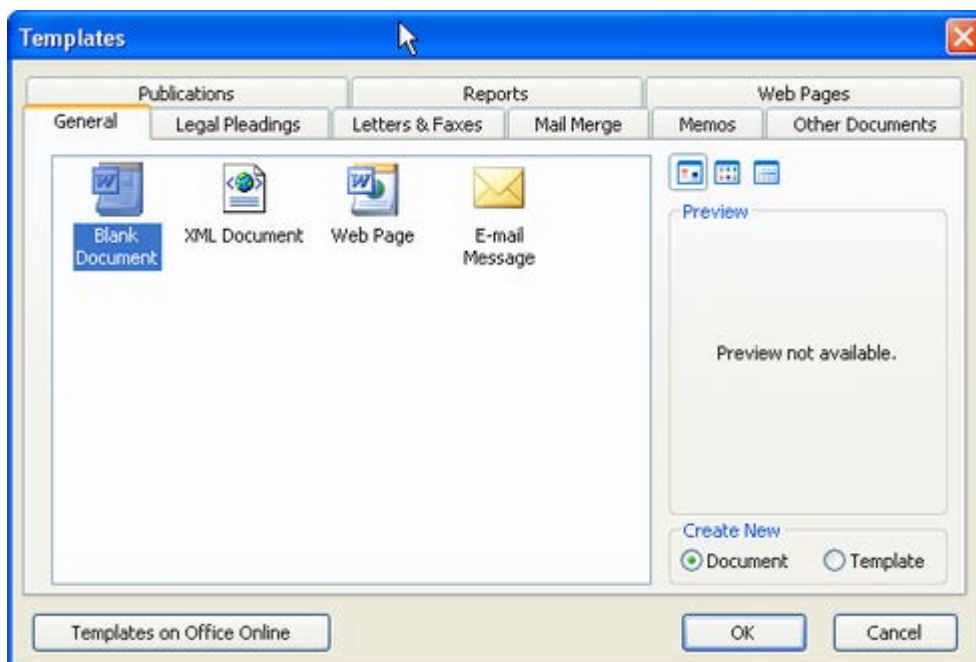 Templates
Publications Reports Web Pages
General Legal Pleadings Letters & Faxes Mail Merge Memos Other Documents
Blank Document
XML Document
Web Page
E-mail Message
Preview
Preview not available.
Create New
Document Template
Templates on Office Online OK Cancel